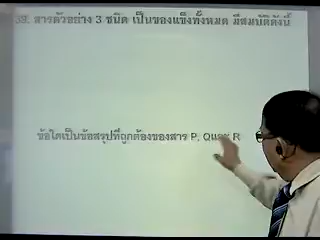 39. สารตัวอย่าง 3 ชนิด เป็นของแข็งทั้งหมด มีสมบัติดังนี้
ข้อใดเป็นข้อสรุปที่ถูกต้องของสาร P, Qและ R